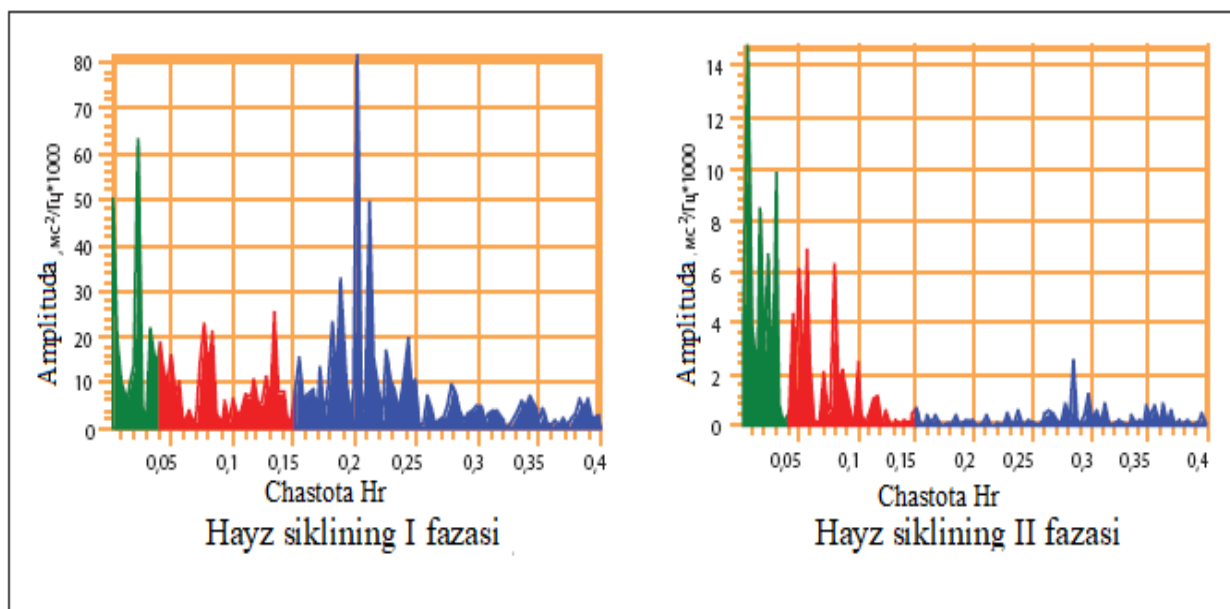 80
70
60
50
40
30
20
10
0
Amplituda , мс²/Гц*1000
0,05 0,1 0,15 0,2 0,25 0,3 0,35 0,4
Chastota Hr
Hayz siklining I fazasi
14
12
10
8
6
4
2
0
Amplituda , мс²/Гц*1000
0,05 0,1 0,15 0,2 0,25 0,3 0,35 0,4
Chastota Hr
Hayz siklining II fazasi